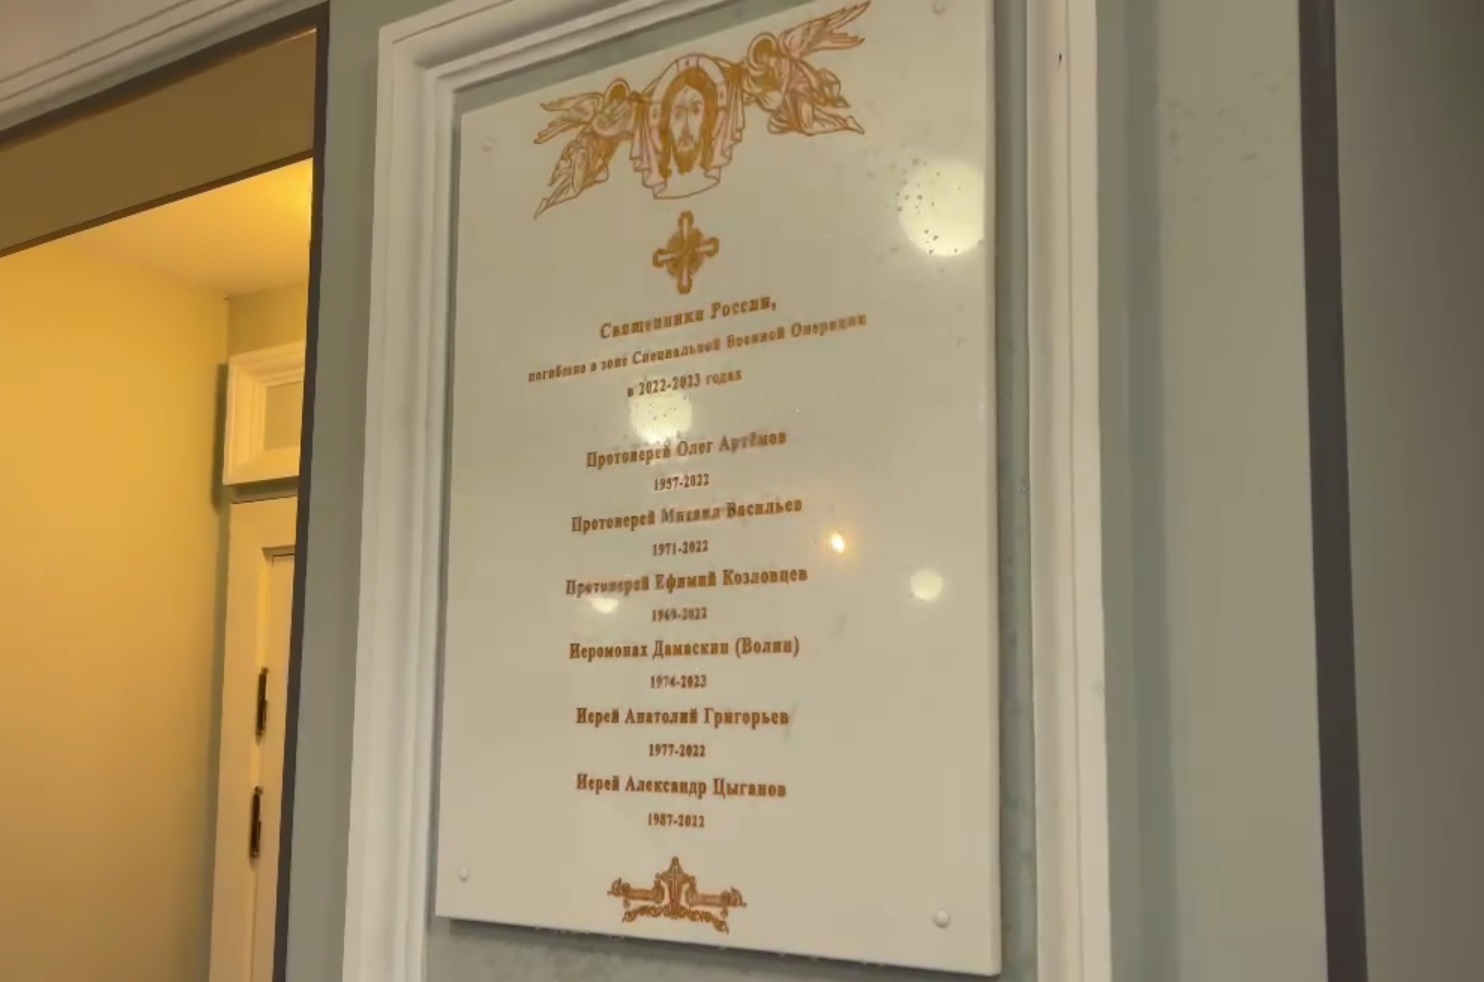 Священники России,
погибшие в зоне Специальной Военной Операции
в 2022-2023 годах
Протоиерей Олег Артёмов
1957-2022
Протоиерей Михаил Васильев
1971-2022
Протоиерей Ефимий Козловцев
1969-2022
Иеромонах Дамаскин (Волин)
1974-2023
Иерей Анатолий Григорьев
1977-2022
Иерей Александр Цыганов
1987-2022